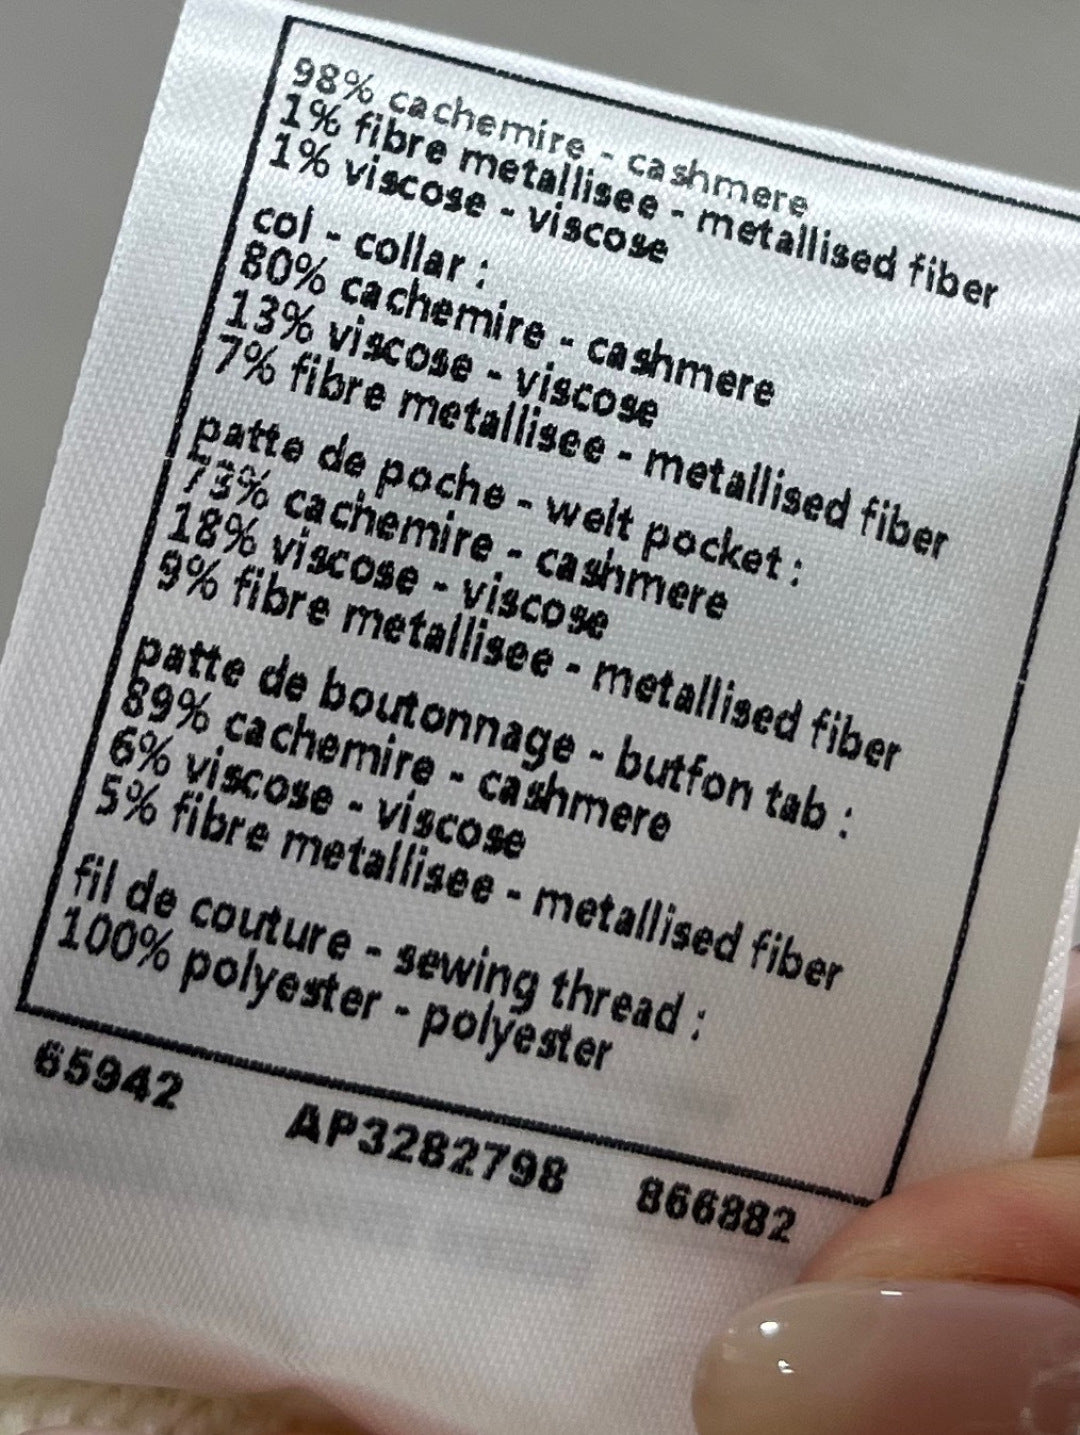 98% cachemire - cashmere
1% fibre metallisee - metallised fiber
1% viscose - viscose
col - collar :
80% cachemire - cashmere
13% viscose - viscose
7% fibre metallisee - metallised fiber
patte de poche - welt pocket :
73% cachemire - cashmere
18% viscose - viscose
9% fibre metallisee - metallised fiber
patte de boutonnage - button tab :
89% cachemire - cashmere
6% viscose - viscose
5% fibre metallisee - metallised fiber
fil de couture - sewing thread :
100% polyester - polyester
65942 AP3282798 866882